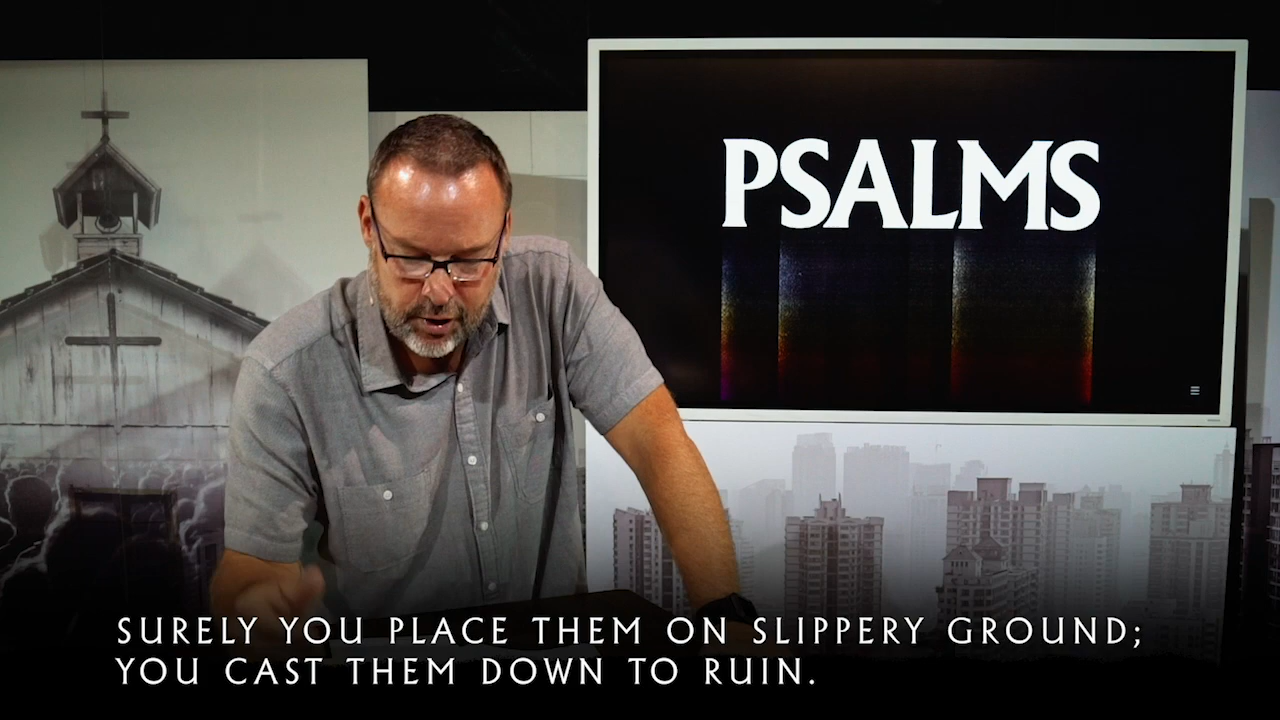 PSALMS
SURELY YOU PLACE THEM ON SLIPPERY GROUND;
YOU CAST THEM DOWN TO RUIN.